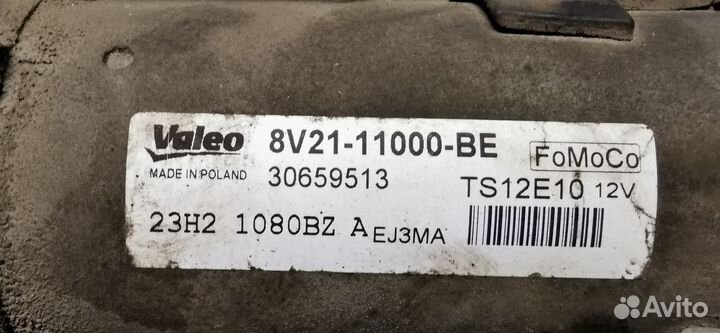 Valeo 8V21-11000-BE FoMoCo
MADE IN POLAND 30659513 TS12E10 12V
23H2 1080BZ A EJ3MA
Avito